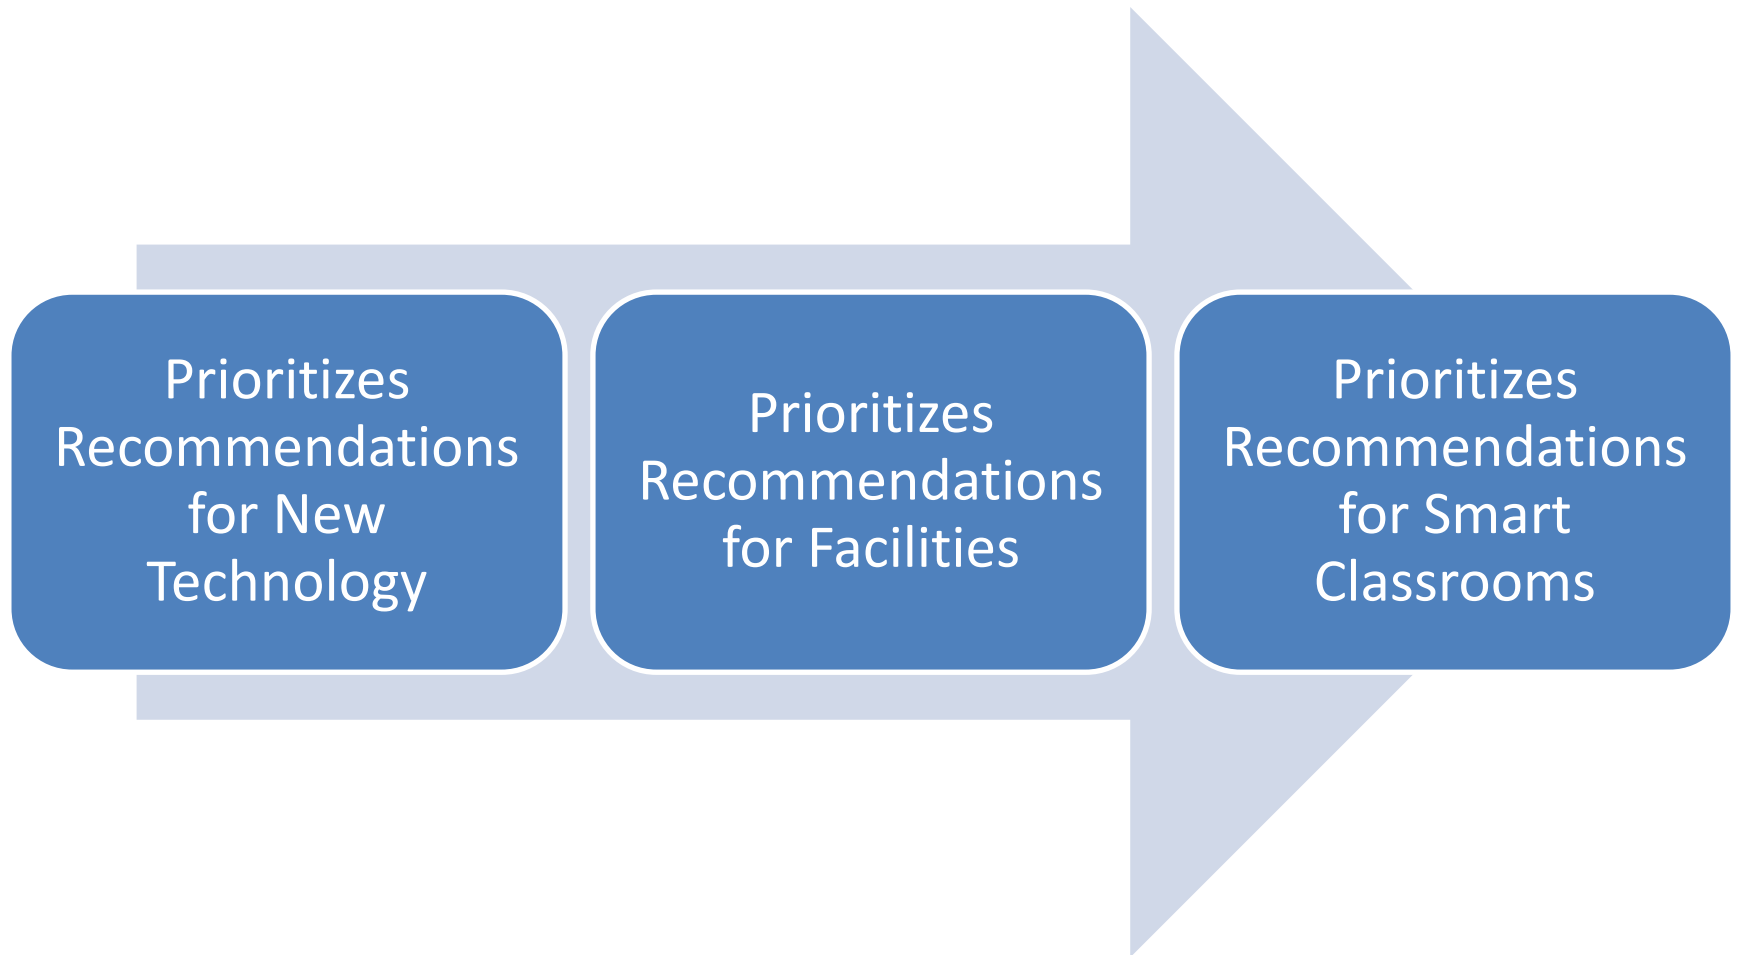 Prioritizes
Recommendations
for New
Technology
Prioritizes
Recommendations
for Facilities
Prioritizes
Recommendations
for Smart
Classrooms